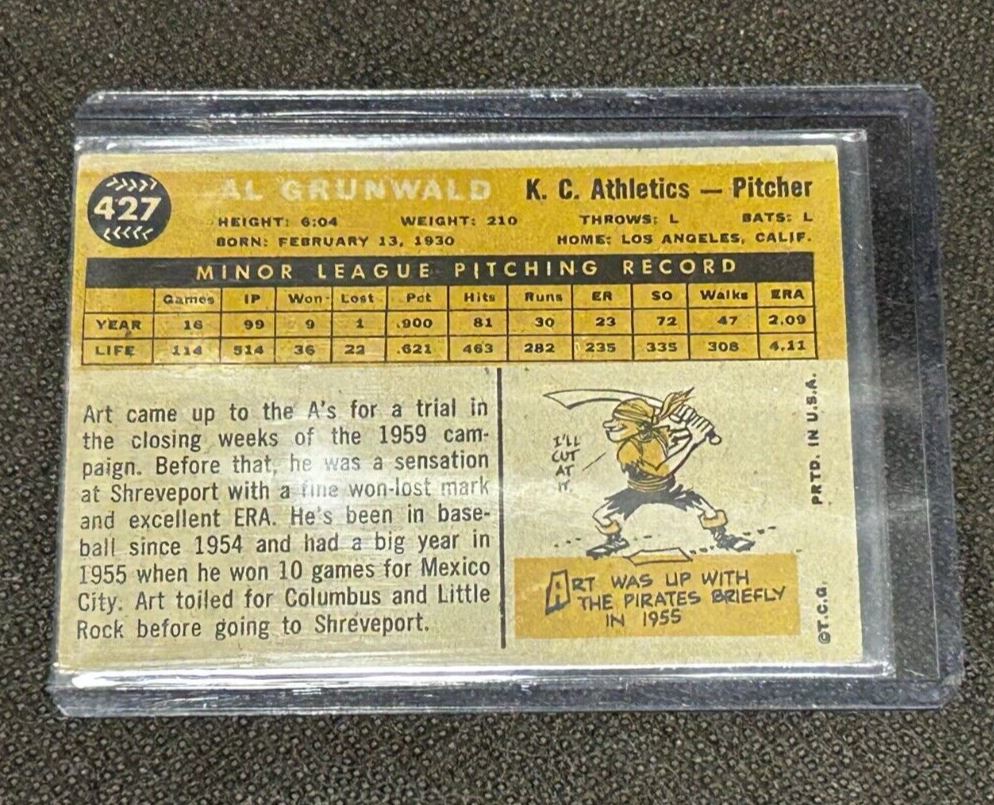 427
AL GRUNWALD K. C. Athletics — Pitcher
HEIGHT: 6:04 WEIGHT: 210 THROWS: L BATS: L
BORN: FEBRUARY 13, 1930 HOME: LOS ANGELES, CALIF.
MINOR LEAGUE PITCHING RECORD
Games IP Won Lost Pct Hits Runs ER SO Walks ERA
YEAR 16 99 9 1 .900 81 30 23 72 47 2.09
LIFE 114 514 36 22 .621 463 282 235 335 308 4.11
Art came up to the A's for a trial in
the closing weeks of the 1959 cam-
paign. Before that, he was a sensation
at Shreveport with a fine won-lost mark
and excellent ERA. He's been in base-
ball since 1954 and had a big year in
1955 when he won 10 games for Mexico
City. Art toiled for Columbus and Little
Rock before going to Shreveport.
I'LL
CUT
AT
IT.
ART WAS UP WITH
THE PIRATES BRIEFLY
IN 1955
©T.C.G. PRTD. IN U.S.A.